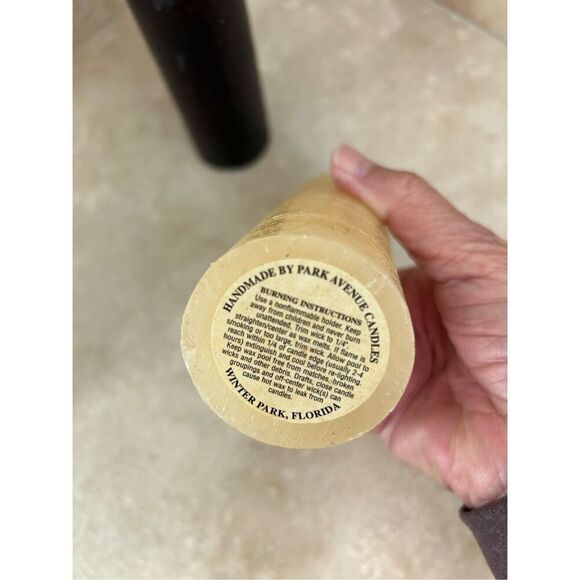 HANDMADE BY PARK AVENUE CANDLES
BURNING INSTRUCTIONS
Use a nonflammable holder. Keep
away from children and never burn
unattended. Trim wick to 1/4",
straighten/center as wax melts. If flame is
smoking or too large, trim wick. Allow pool to
reach within 1/4 of candle edge (usually 2-4
hours) extinguish and cool before re-lighting.
Keep wax pool free from matches, broken
wicks and other debris. Drafts, close candle
groupings and off-center wick(s) can
cause hot wax to leak from
candles.
WINTER PARK, FLORIDA